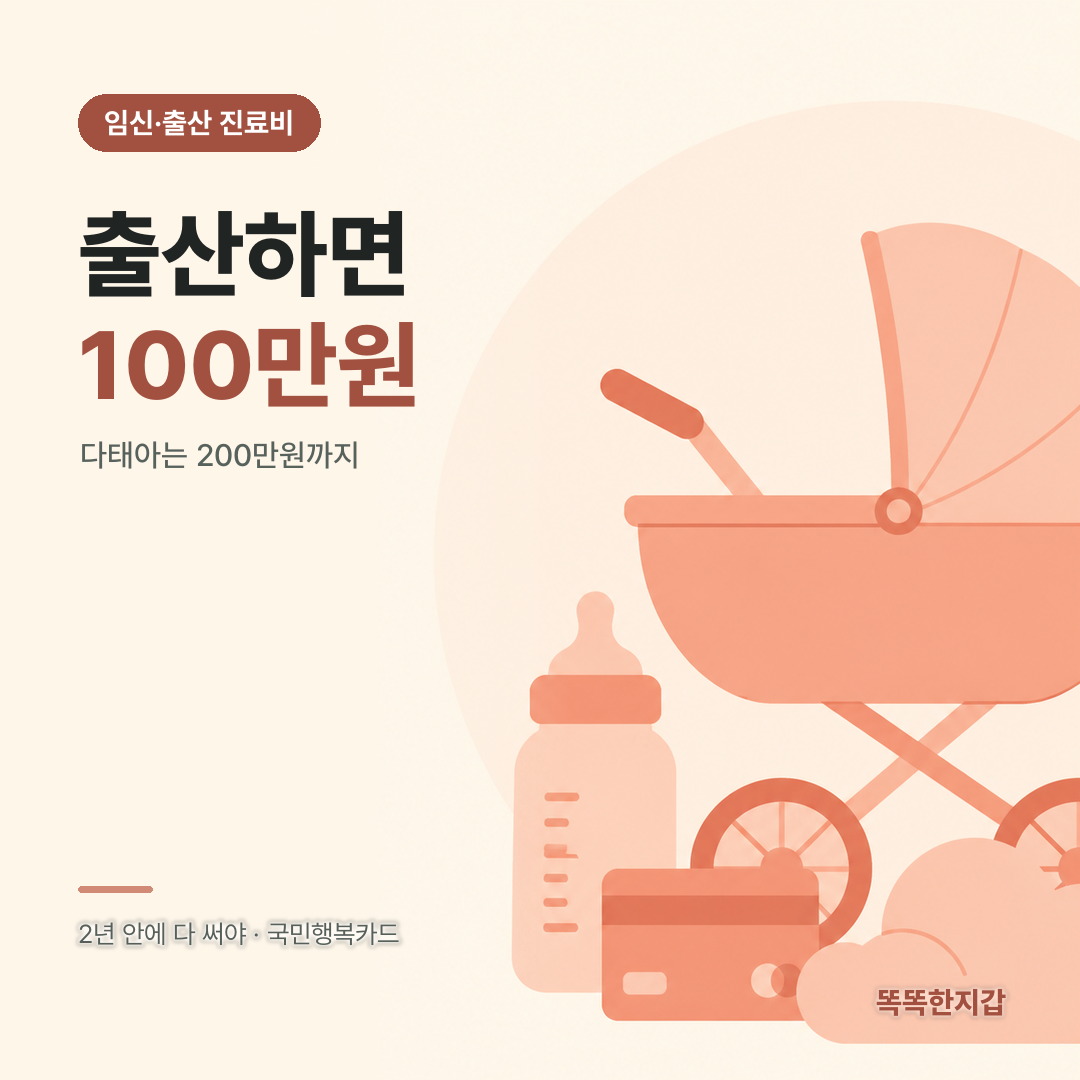 임신·출산 진료비
출산하면
100만원
다태아는 200만원까지
2년 안에 다 써야 · 국민행복카드
똑똑한지갑